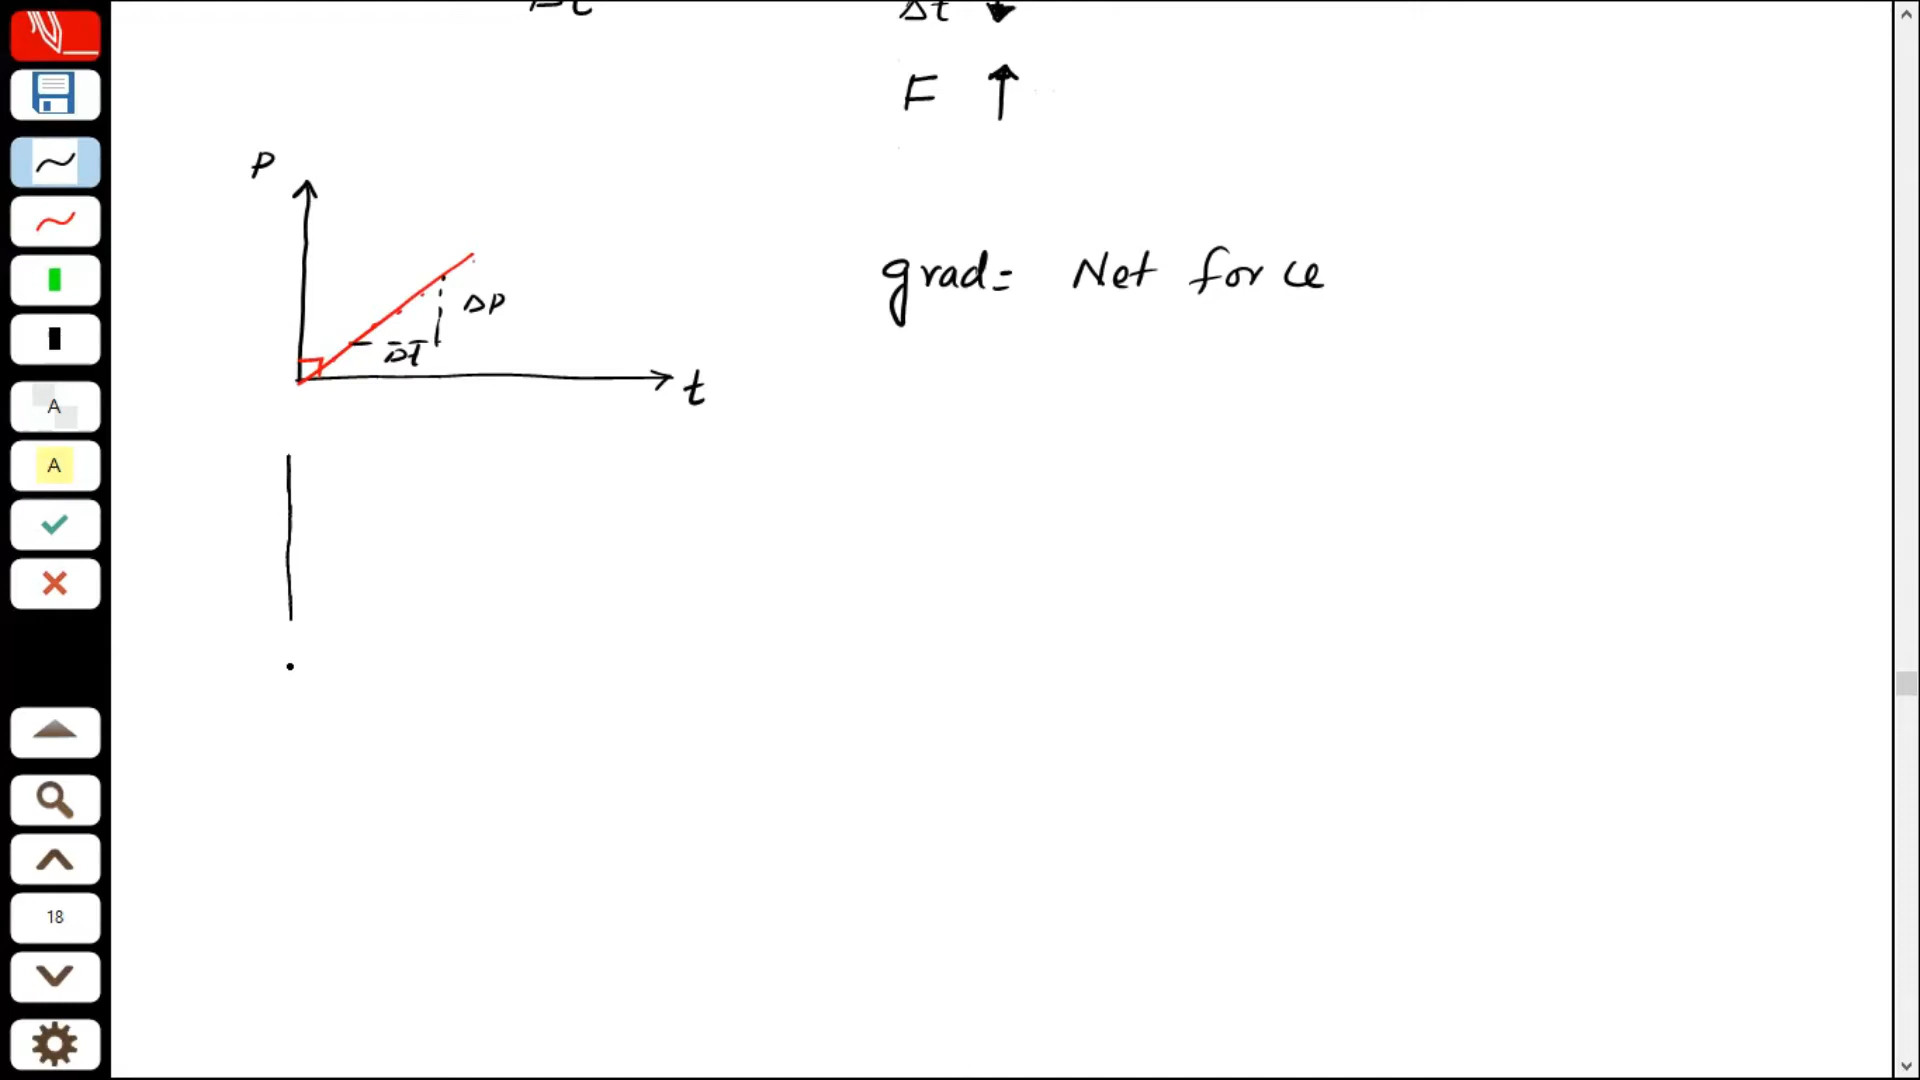 Δt ↓
F ↑
P
grad= Net force
ΔP
ΔT
t
A
A
18